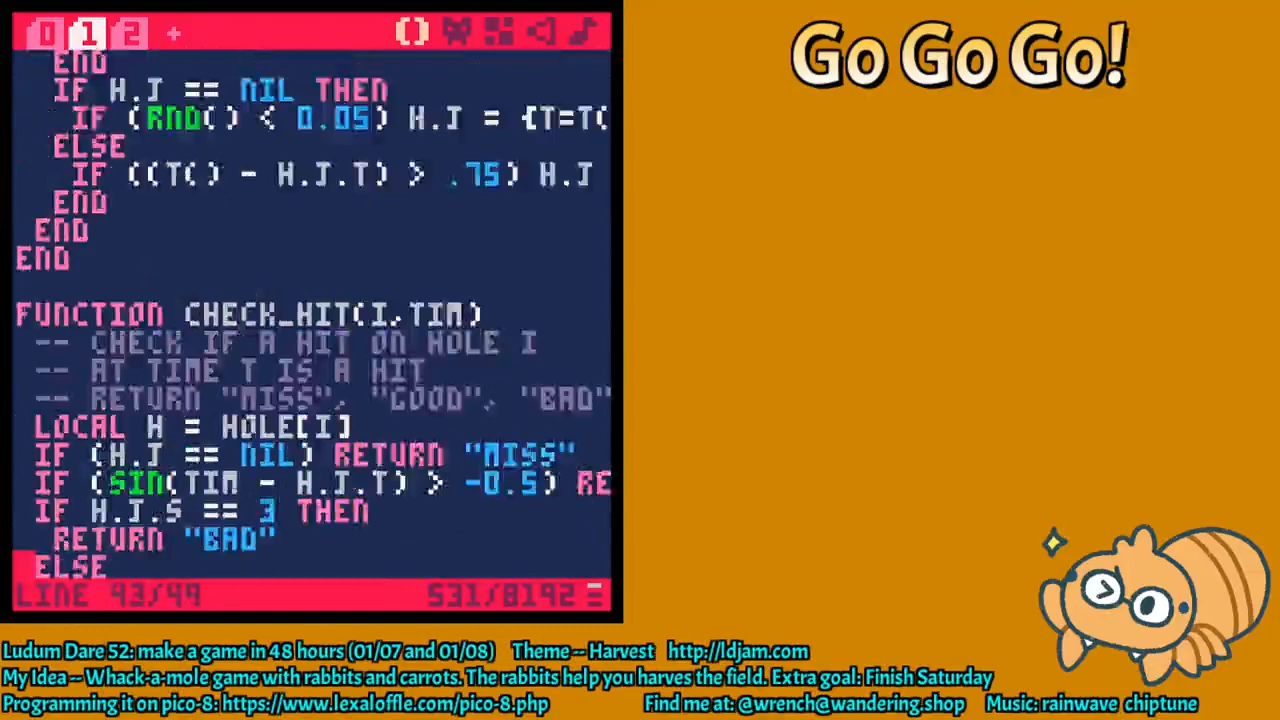 0 1 2 +
Go Go Go!
END
IF H.J == NIL THEN
IF (RND() < 0.05) H.J = {T=T(
ELSE
IF ((T() - H.J.T) > .75) H.J
END
END
END
FUNCTION CHECK_HIT(I,TIM)
-- CHECK IF A HIT ON HOLE I
-- AT TIME T IS A HIT
-- RETURN "MISS", "GOOD", "BAD"
LOCAL H = HOLE[I]
IF (H.J == NIL) RETURN "MISS"
IF (SIN(TIM - H.J.T) > -0.5) RE
IF H.J.S == 3 THEN
RETURN "BAD"
ELSE
LINE 43/49 531/8192
Ludum Dare 52: make a game in 48 hours (01/07 and 01/08) Theme -- Harvest http://ldjam.com
My Idea -- Whack-a-mole game with rabbits and carrots. The rabbits help you harves the field. Extra goal: Finish Saturday
Programming it on pico-8: https://www.lexaloffle.com/pico-8.php Find me at: @wrench@wandering.shop Music: rainwave chiptune